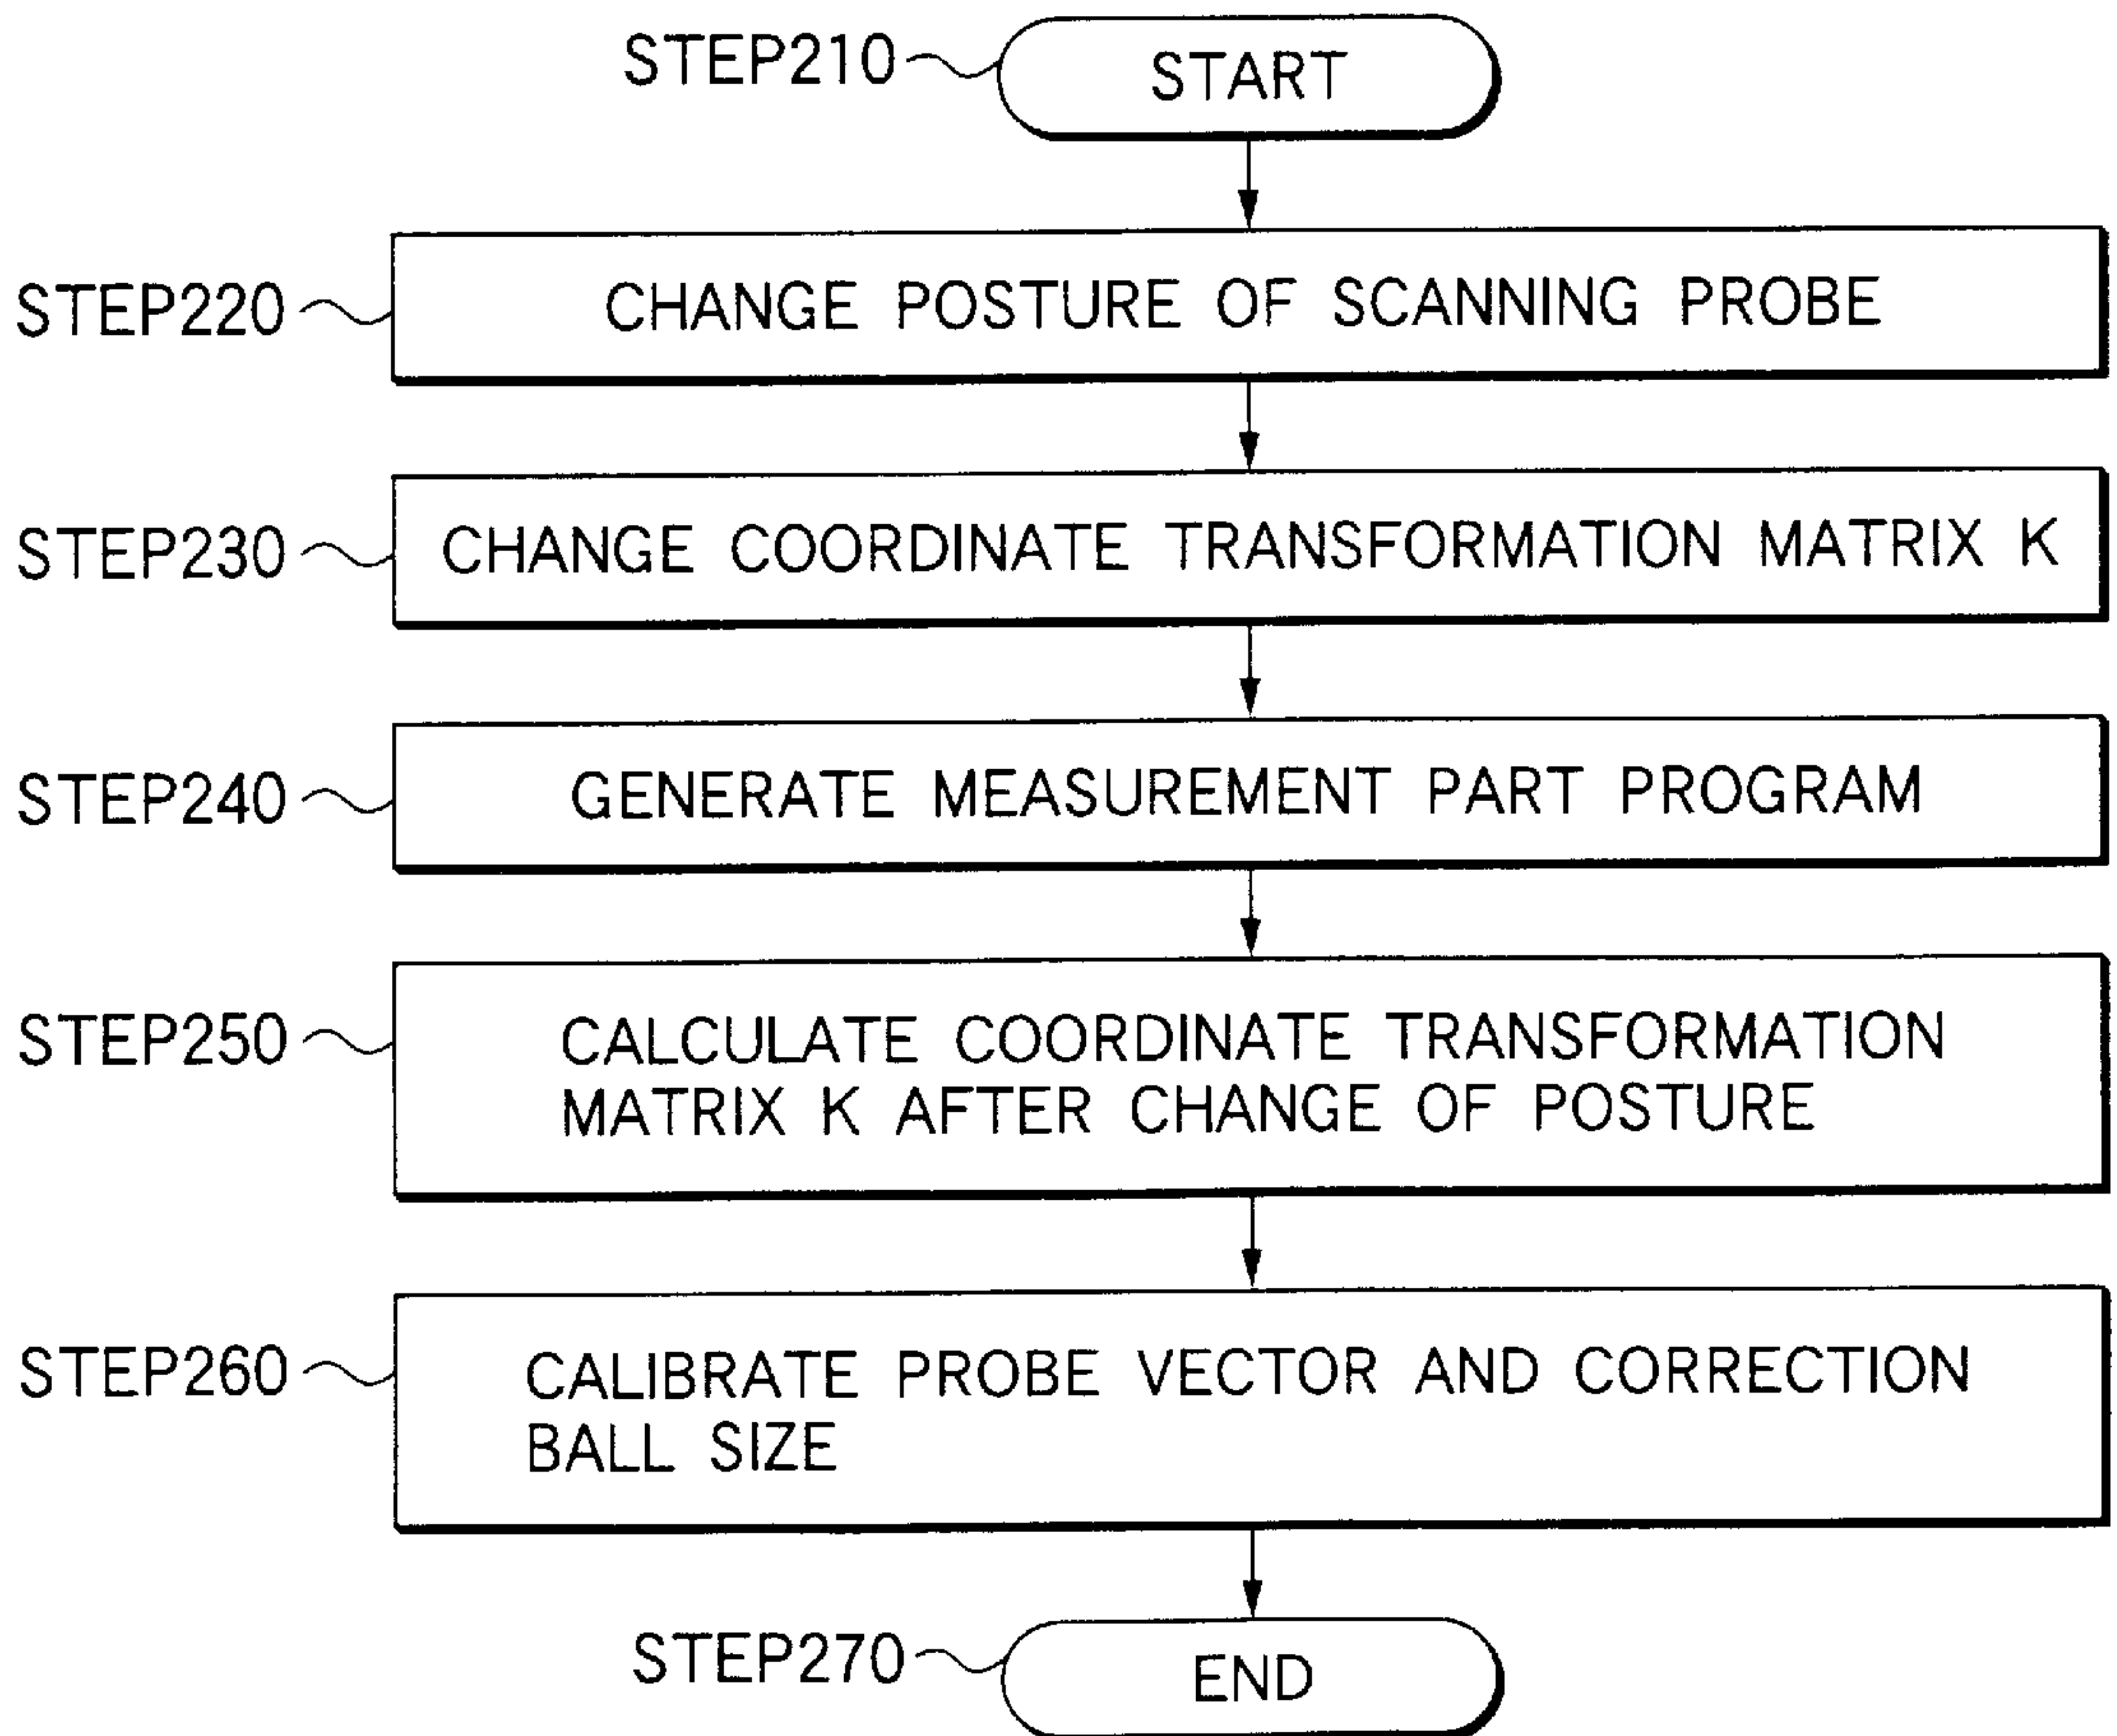 STEP210 START
STEP220 CHANGE POSTURE OF SCANNING PROBE
STEP230 CHANGE COORDINATE TRANSFORMATION MATRIX K
STEP240 GENERATE MEASUREMENT PART PROGRAM
STEP250 CALCULATE COORDINATE TRANSFORMATION
MATRIX K AFTER CHANGE OF POSTURE
STEP260 CALIBRATE PROBE VECTOR AND CORRECTION
BALL SIZE
STEP270 END